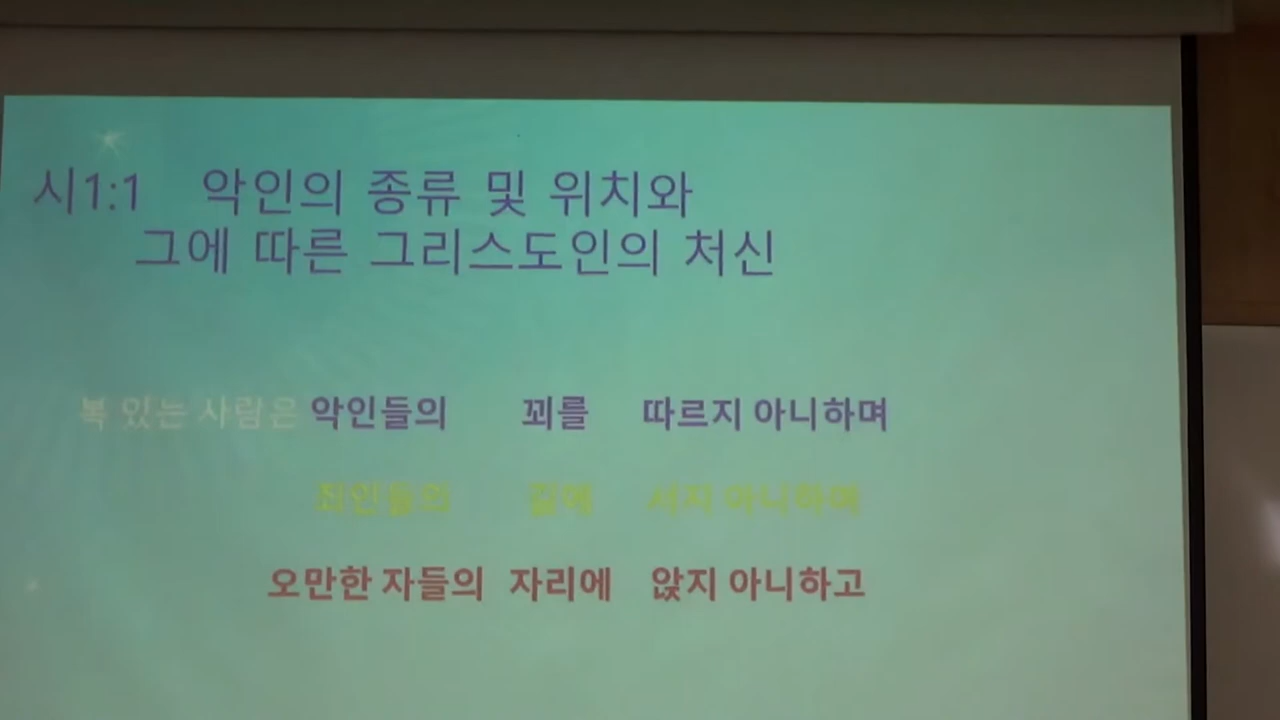 시1:1 악인의 종류 및 위치와
그에 따른 그리스도인의 처신
복 있는 사람은 악인들의 꾀를 따르지 아니하며
죄인들의 길에 서지 아니하며
오만한 자들의 자리에 앉지 아니하고